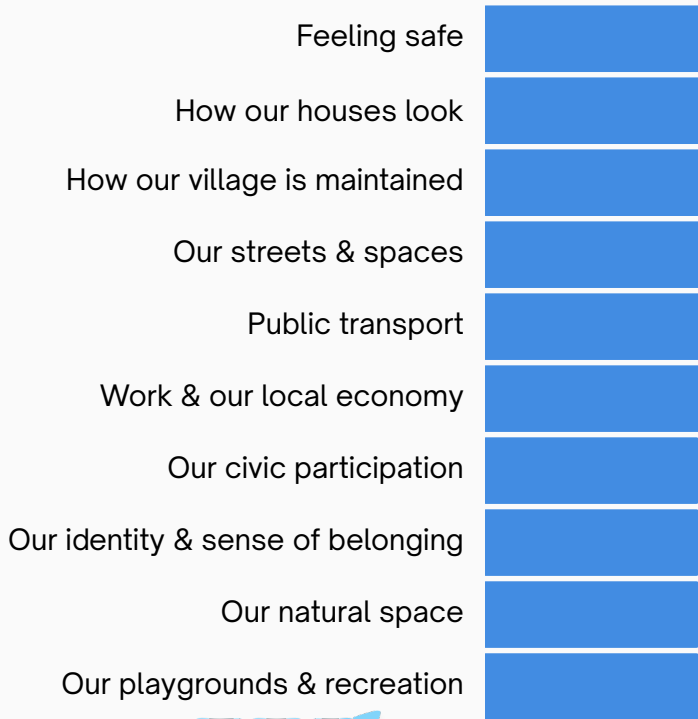 Feeling safe
How our houses look
How our village is maintained
Our streets & spaces
Public transport
Work & our local economy
Our civic participation
Our identity & sense of belonging
Our natural space
Our playgrounds & recreation